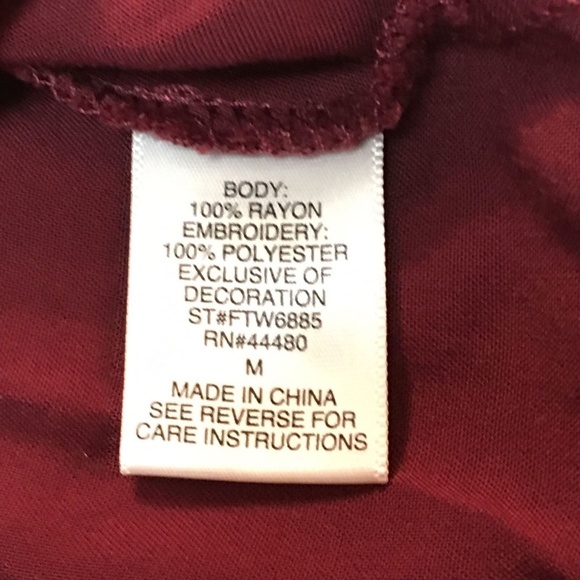 BODY:
100% RAYON
EMBROIDERY:
100% POLYESTER
EXCLUSIVE OF
DECORATION
ST#FTW6885
RN#44480
M
MADE IN CHINA
SEE REVERSE FOR
CARE INSTRUCTIONS